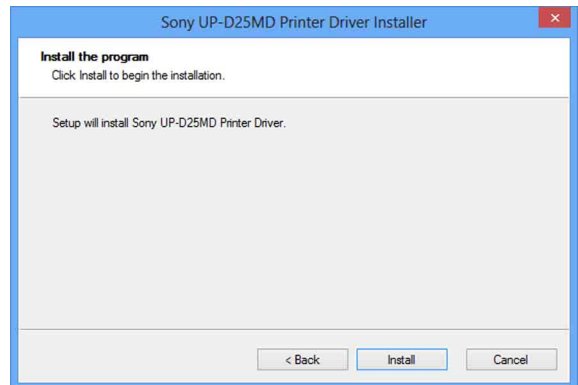 Sony UP-D25MD Printer Driver Installer
Install the program
Click Install to begin the installation.
Setup will install Sony UP-D25MD Printer Driver.
< Back Install Cancel